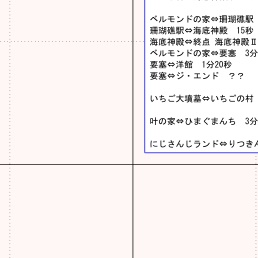 ベルモンドの家⇔珊瑚礁駅
珊瑚礁駅⇔海底神殿　15秒
海底神殿⇔終点 海底神殿Ⅱ
ベルモンドの家⇔要塞　3分
要塞⇔洋館　1分20秒
要塞⇔ジ・エンド　？？
いちご大墳墓⇔いちごの村
叶の家⇔ひまぐまんち　3分
にじさんじランド⇔りつきん